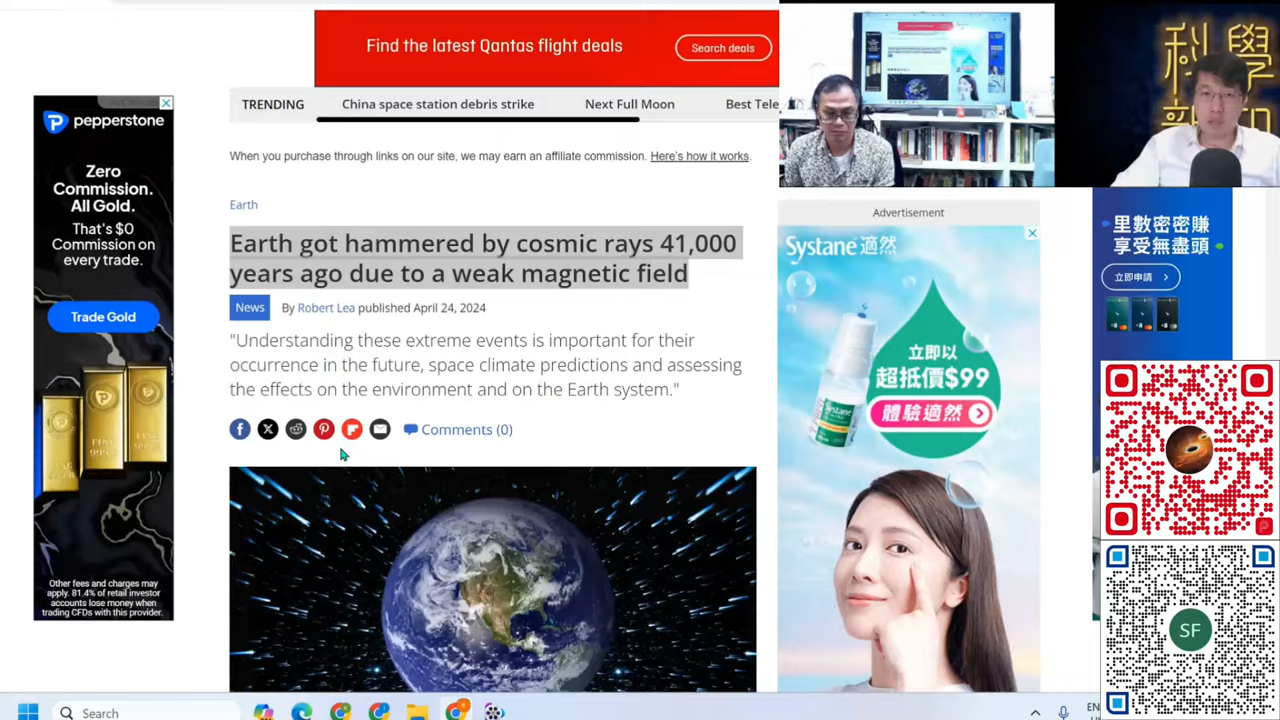 Find the latest Qantas flight deals
Search deals
TRENDING
China space station debris strike
Next Full Moon
Best Tele
When you purchase through links on our site, we may earn an affiliate commission. Here's how it works.
Earth
Earth got hammered by cosmic rays 41,000
years ago due to a weak magnetic field
News
By Robert Lea published April 24, 2024
"Understanding these extreme events is important for their
occurrence in the future, space climate predictions and assessing
the effects on the environment and on the Earth system."
Comments (0)
pepperstone
Zero
Commission.
All Gold.
That's $0
Commission on
every trade.
Trade Gold
Other fees and charges may
apply. 81.4% of retail investor
accounts lose money when
trading CFDs with this provider.
Advertisement
Systane 適然
立即以
超抵價$99
體驗適然
Systane
科學
里數密密賺
享受無盡頭
立即申請
SF
Search